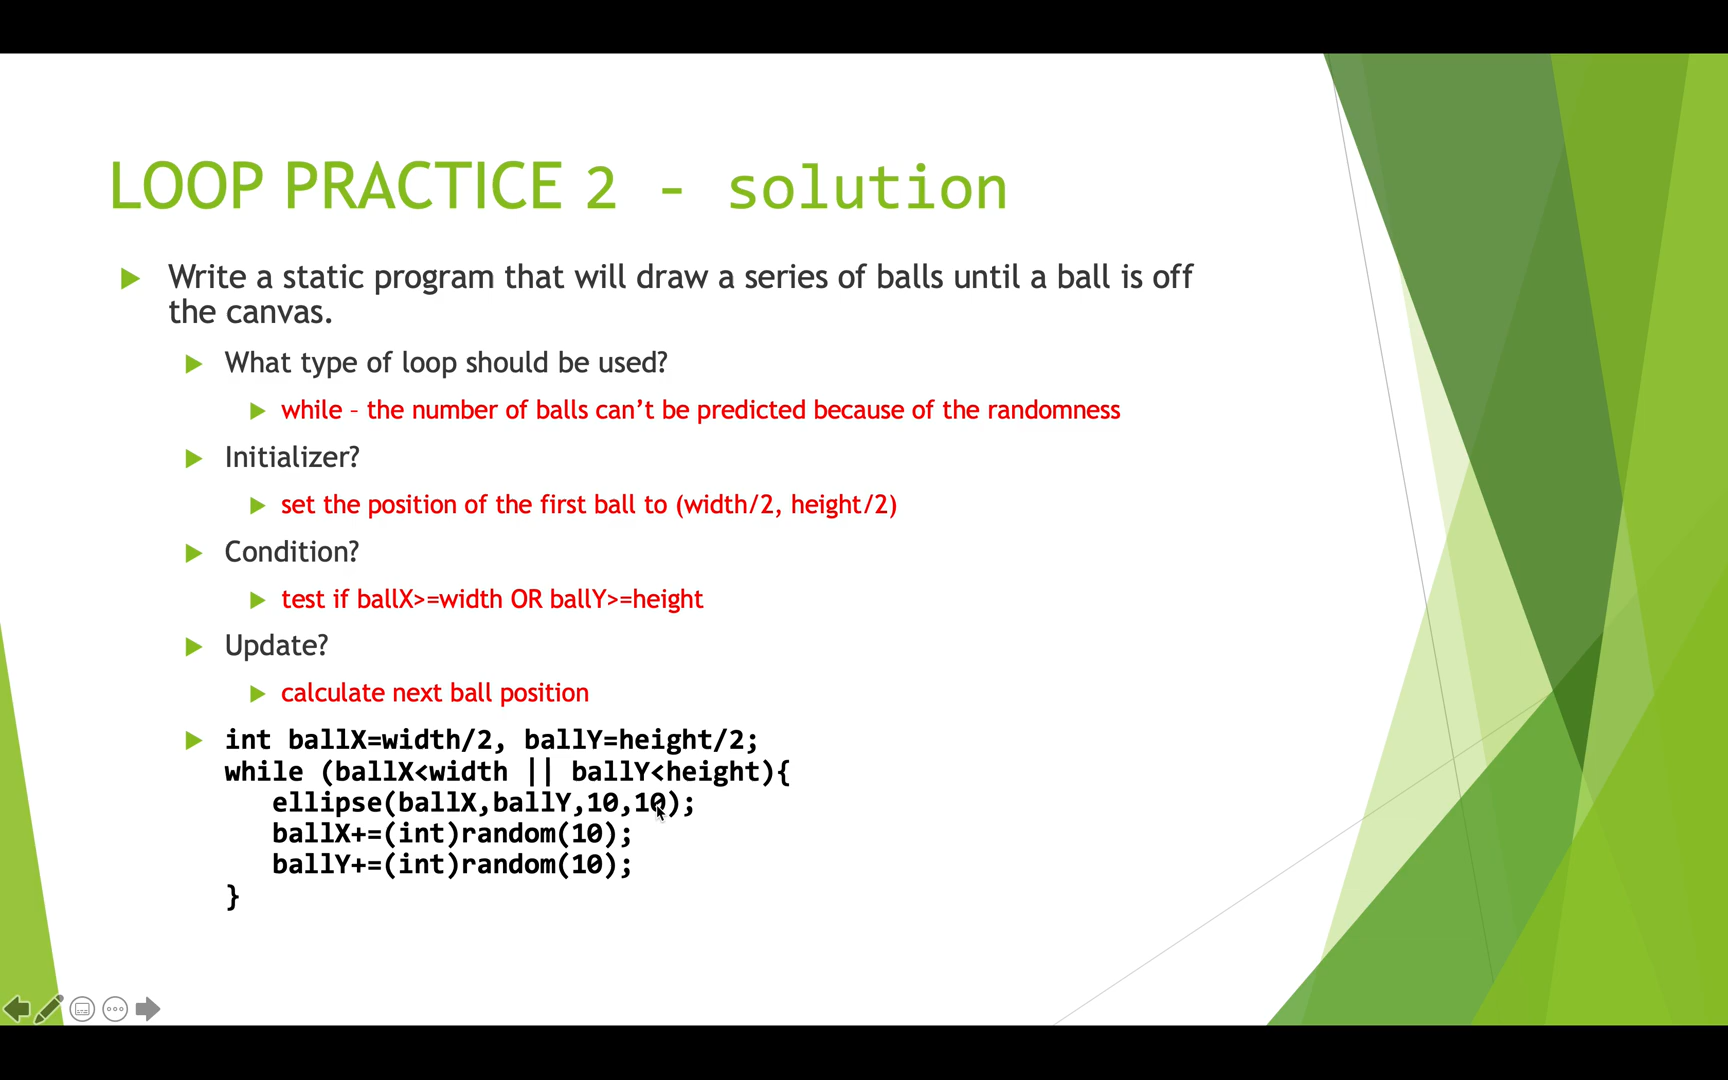 LOOP PRACTICE 2 - solution
Write a static program that will draw a series of balls until a ball is off
the canvas.
What type of loop should be used?
while – the number of balls can’t be predicted because of the randomness
Initializer?
set the position of the first ball to (width/2, height/2)
Condition?
test if ballX>=width OR ballY>=height
Update?
calculate next ball position
int ballX=width/2, ballY=height/2;
while (ballX<width || ballY<height){
ellipse(ballX,ballY,10,10);
ballX+=(int)random(10);
ballY+=(int)random(10);
}